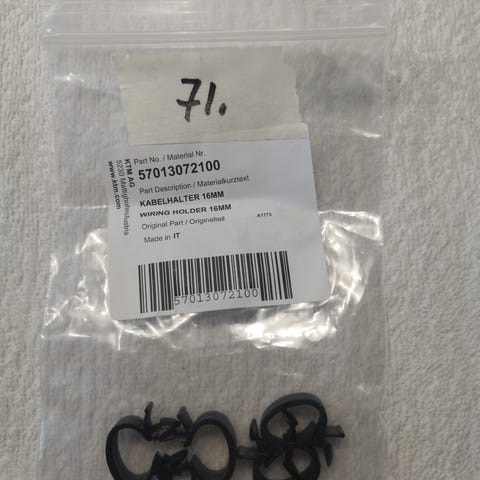 71.
Part No. / Material Nr.
57013072100
Part Description / Materialkurztext
KABELHALTER 16MM
WIRING HOLDER 16MM
Original Part / Originalteil
A1773
Made in IT
57013072100
KTM AG
5230 Mattighofen/Austria
www.ktm.com